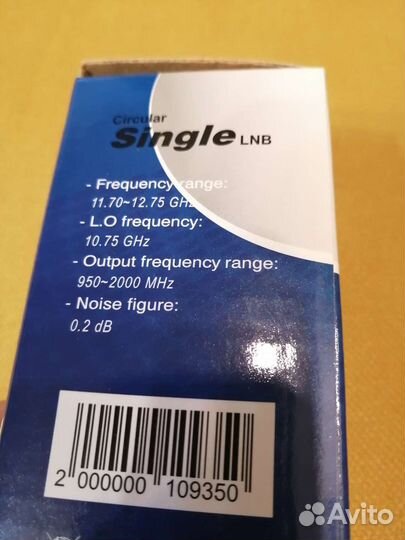 Circular
Single LNB
- Frequency range:
11.70~12.75 GHz
- L.O frequency:
10.75 GHz
- Output frequency range:
950~2000 MHz
- Noise figure:
0.2 dB
2 000000 109350
Avito